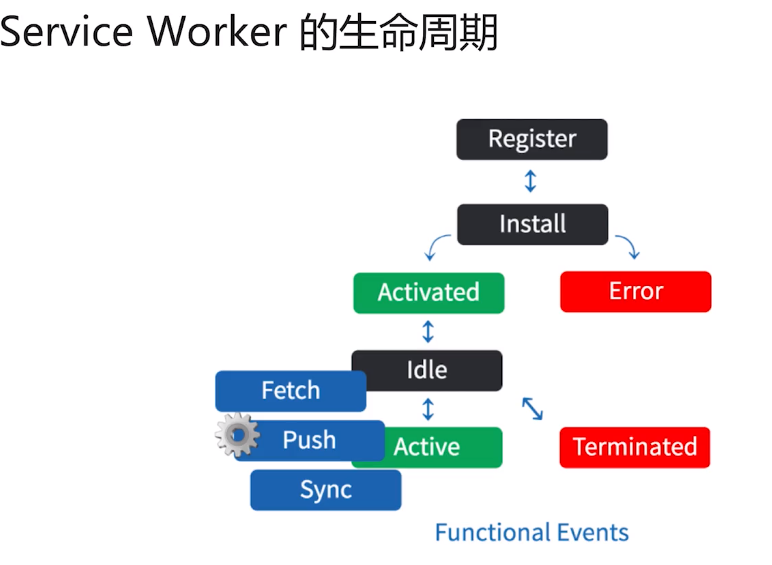 Service Worker 的生命周期
Register
Install
Activated
Error
Idle
Fetch
Push
Active
Terminated
Sync
Functional Events